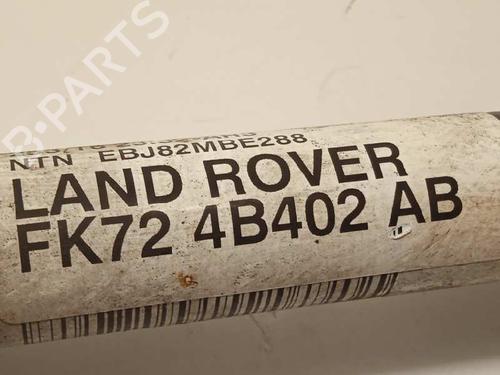 B-PARTS
NTN EBJ82MBE288
LAND ROVER
FK72 4B402 AB